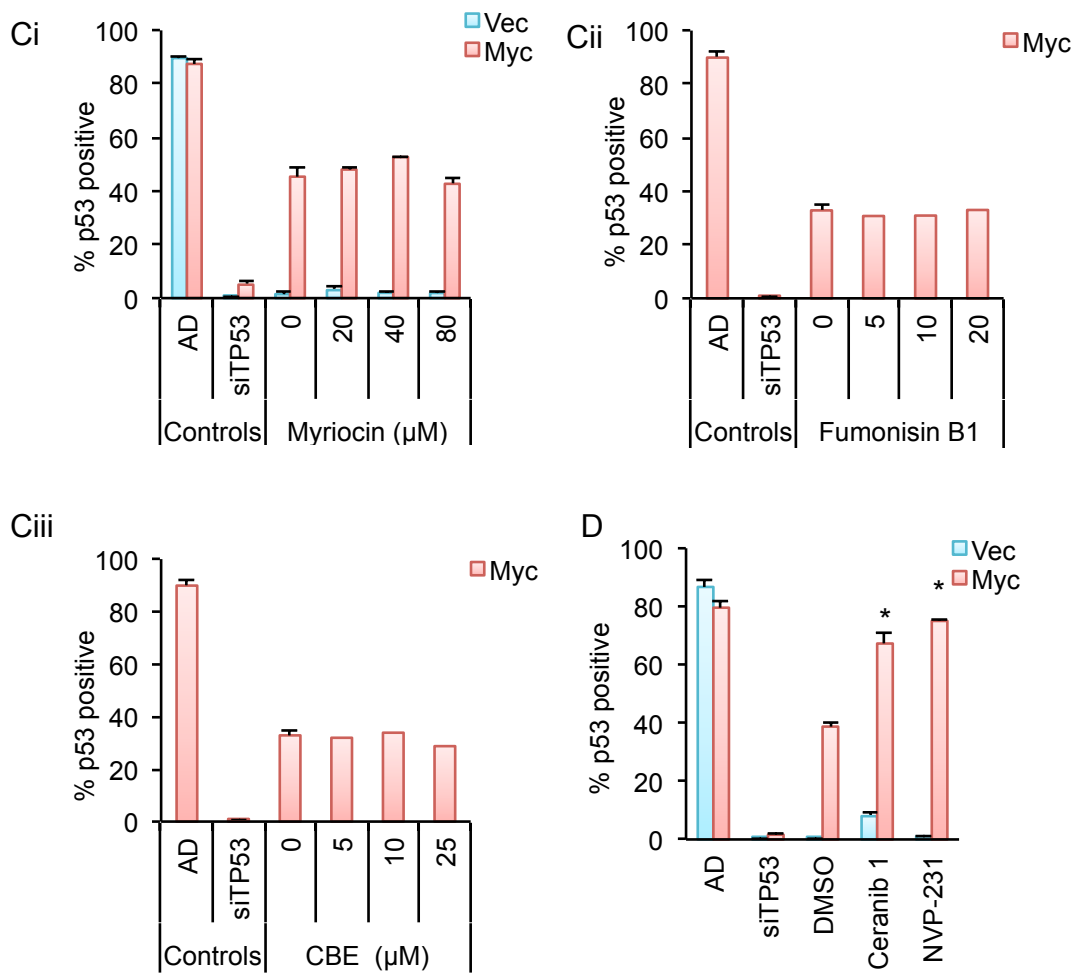 Ci
Vec
Myc
% p53 positive
100
80
60
40
20
0
AD
siTP53
0
20
40
80
Controls
Myriocin (μM)
Cii
Myc
% p53 positive
100
80
60
40
20
0
AD
siTP53
0
5
10
20
Controls
Fumonisin B1
Ciii
Myc
% p53 positive
100
80
60
40
20
0
AD
siTP53
0
5
10
25
Controls
CBE (μM)
D
Vec
Myc
% p53 positive
100
80
60
40
20
0
*
*
AD
siTP53
DMSO
Ceranib 1
NVP-231